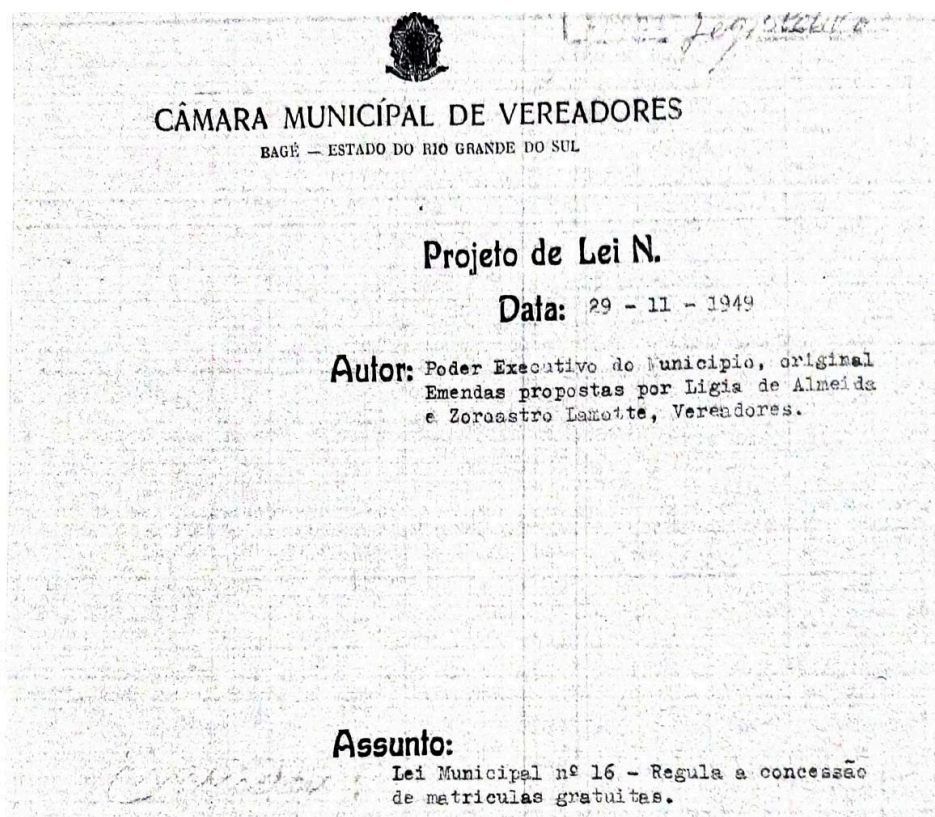 Legislativo
CÂMARA MUNICÍPAL DE VEREADORES
BAGÉ — ESTADO DO RIO GRANDE DO SUL
Projeto de Lei N.
Data: 29 - 11 - 1949
Autor: Poder Executivo do Municipio, original
Emendas propostas por Ligia de Almeida
e Zoroastro Lamotte, Vereadores.
Assunto:
Lei Municipal nº 16 - Regula a concessão
de matriculas gratuitas.